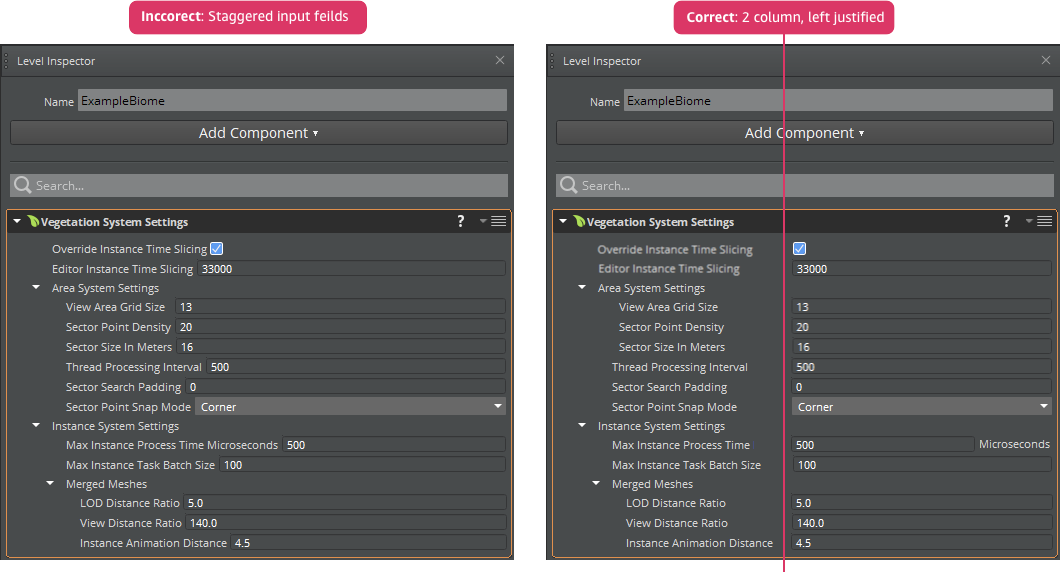 Inccorect: Staggered input feilds
Level Inspector
Name ExampleBiome
Add Component
Search...
Vegetation System Settings ?
Override Instance Time Slicing
Editor Instance Time Slicing 33000
Area System Settings
View Area Grid Size 13
Sector Point Density 20
Sector Size In Meters 16
Thread Processing Interval 500
Sector Search Padding 0
Sector Point Snap Mode Corner
Instance System Settings
Max Instance Process Time Microseconds 500
Max Instance Task Batch Size 100
Merged Meshes
LOD Distance Ratio 5.0
View Distance Ratio 140.0
Instance Animation Distance 4.5
Correct: 2 column, left justified
Level Inspector
Name ExampleBiome
Add Component
Search...
Vegetation System Settings ?
Override Instance Time Slicing
Editor Instance Time Slicing 33000
Area System Settings
View Area Grid Size 13
Sector Point Density 20
Sector Size In Meters 16
Thread Processing Interval 500
Sector Search Padding 0
Sector Point Snap Mode Corner
Instance System Settings
Max Instance Process Time 500 Microseconds
Max Instance Task Batch Size 100
Merged Meshes
LOD Distance Ratio 5.0
View Distance Ratio 140.0
Instance Animation Distance 4.5